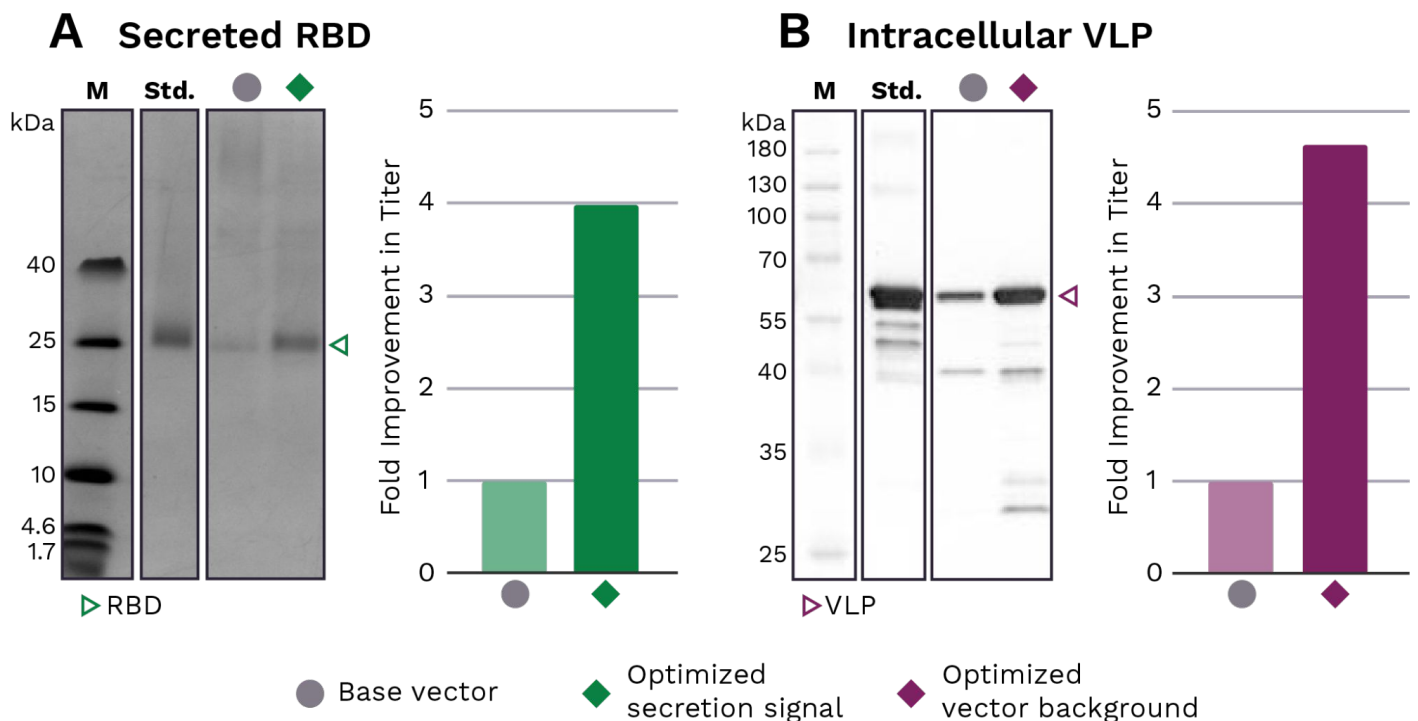 A Secreted RBD
M Std.
kDa
40
25
15
10
4.6
1.7
RBD
Fold Improvement in Titer
5
4
3
2
1
0
B Intracellular VLP
M Std.
kDa
180
130
100
70
55
40
35
25
VLP
Fold Improvement in Titer
5
4
3
2
1
0
Base vector
Optimized
secretion signal
Optimized
vector background